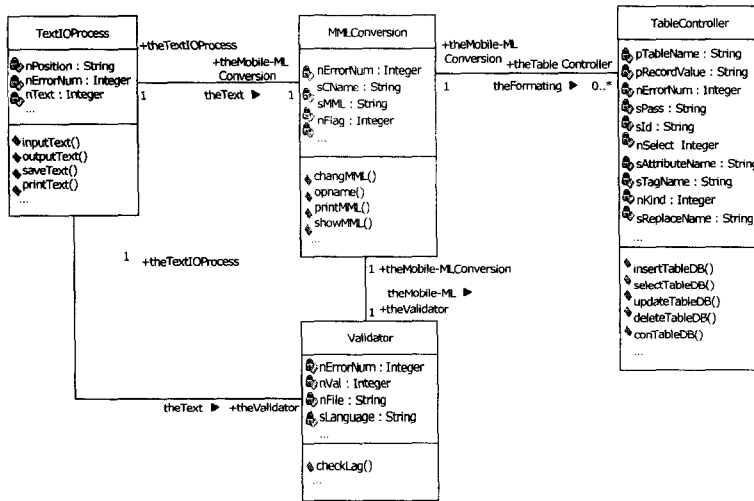 TextIOProcess
nPosition : String
nErrorNum : Integer
nText : Integer
...
inputText()
outputText()
saveText()
printText()
...
+theTextIOProcess
+theMobile-ML
Conversion
1
theText ▶
1
MMLConversion
nErrorNum : Integer
sCName : String
sMML : String
nFlag : Integer
...
changMML()
opname()
printMML()
showMML()
...
+theMobile-ML
Conversion
+theTable Controller
1
theFormating ▶
0..*
TableController
pTableName : String
pRecordValue : String
nErrorNum : Integer
sPass : String
sId : String
nSelect Integer
sAttributeName : String
sTagName : String
nKind : Integer
sReplaceName : String
...
insertTableDB()
selectTableDB()
updateTableDB()
deleteTableDB()
conTableDB()
...
1
+theTextIOProcess
1 +theMobile-MLConversion
theMobile-ML ▶
1 +theValidator
Validator
nErrorNum : Integer
nVal : Integer
nFile : String
sLanguage : String
...
checkLag()
...
theText ▶ +theValidator